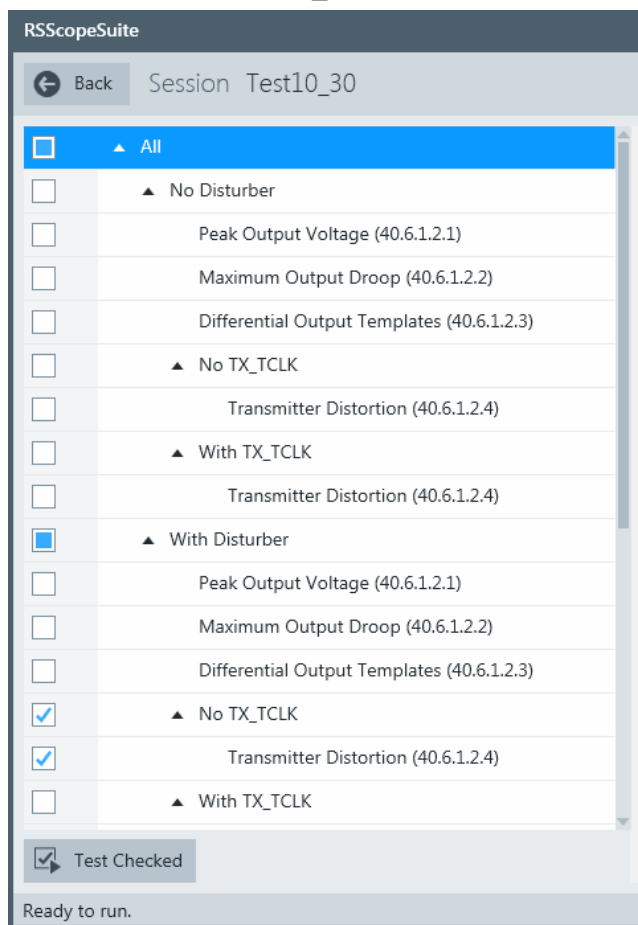 RSScopeSuite
Back Session Test10_30
All
No Disturber
Peak Output Voltage (40.6.1.2.1)
Maximum Output Droop (40.6.1.2.2)
Differential Output Templates (40.6.1.2.3)
No TX_TCLK
Transmitter Distortion (40.6.1.2.4)
With TX_TCLK
Transmitter Distortion (40.6.1.2.4)
With Disturber
Peak Output Voltage (40.6.1.2.1)
Maximum Output Droop (40.6.1.2.2)
Differential Output Templates (40.6.1.2.3)
No TX_TCLK
Transmitter Distortion (40.6.1.2.4)
With TX_TCLK
Test Checked
Ready to run.